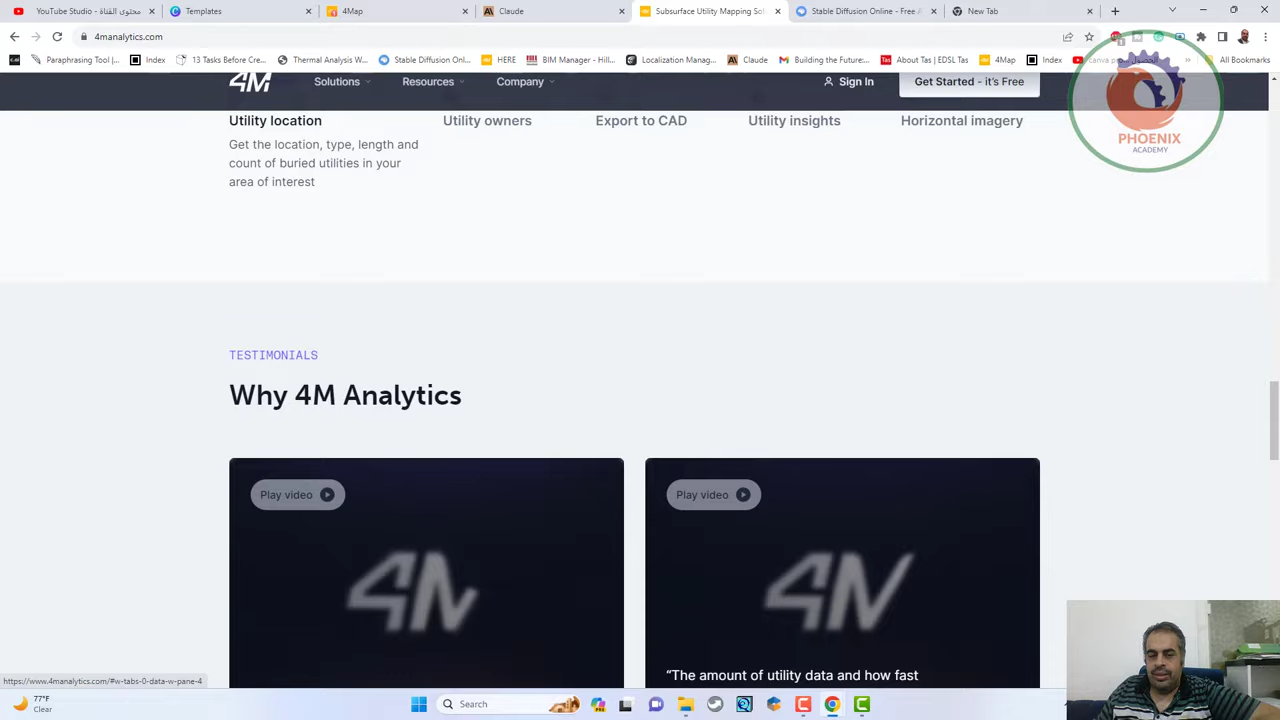 YouTube Studio - محتوى القناة
Templates
4Map
Claude
Subsurface Utility Mapping Sol
Stable Diffusion Online - Free A
New Tab
4manalytics.com
Paraphrasing Tool |...
Index
13 Tasks Before Cre...
Thermal Analysis W...
Stable Diffusion Onl...
HERE
BIM Manager - Hill...
Localization Manag...
Claude
Building the Future:...
About Tas | EDSL Tas
4Map
Index
All Bookmarks
4M
Solutions
Resources
Company
Sign In
Get Started - it's Free
PHOENIX
ACADEMY
Utility location
Utility owners
Export to CAD
Utility insights
Horizontal imagery
Get the location, type, length and
count of buried utilities in your
area of interest
TESTIMONIALS
Why 4M Analytics
Play video
Play video
4M
4M
“The amount of utility data and how fast
https://www.4manalytics.com/#w-tabs-0-data-w-pane-4
77°F
Clear
Search